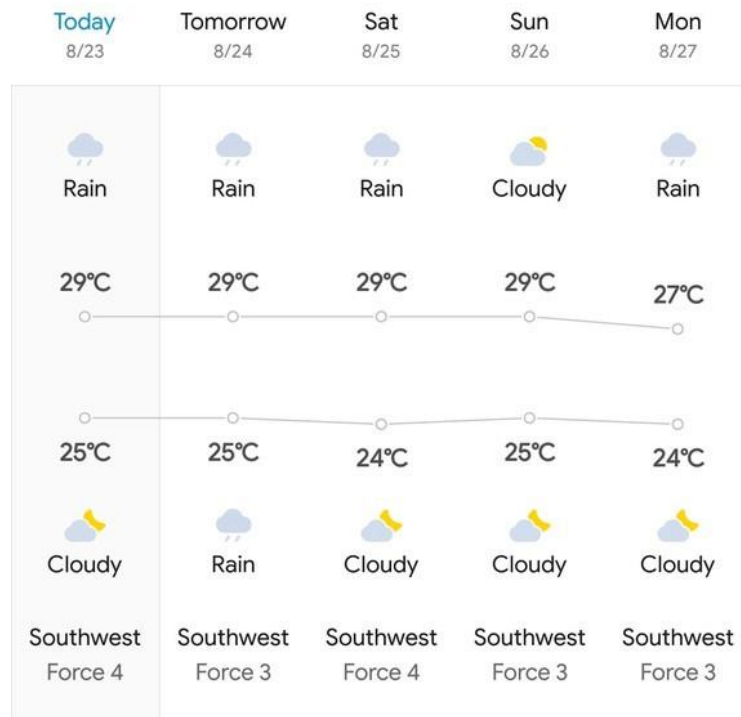 Today Tomorrow Sat Sun Mon
8/23 8/24 8/25 8/26 8/27
Rain Rain Rain Cloudy Rain
29°C 29°C 29°C 29°C 27°C
25°C 25°C 24°C 25°C 24°C
Cloudy Rain Cloudy Cloudy Cloudy
Southwest Southwest Southwest Southwest Southwest
Force 4 Force 3 Force 4 Force 3 Force 3